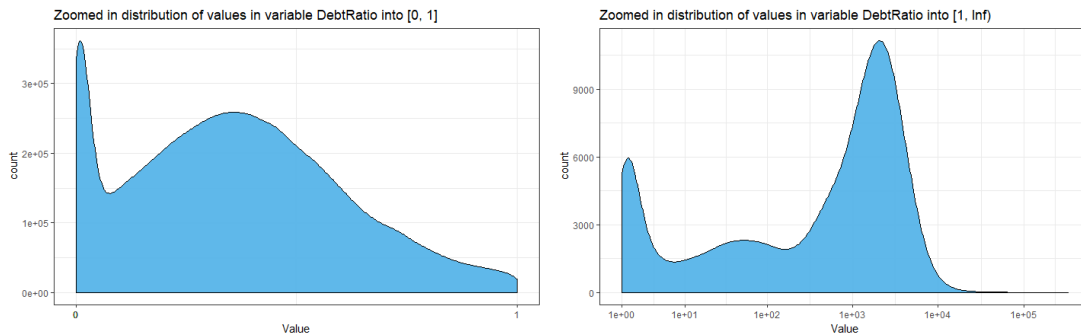 Zoomed in distribution of values in variable DebtRatio into [0, 1]
3e+05
2e+05
1e+05
0e+00
count
0
1
Value
Zoomed in distribution of values in variable DebtRatio into [1, Inf)
9000
6000
3000
0
count
1e+00
1e+01
1e+02
1e+03
1e+04
1e+05
Value